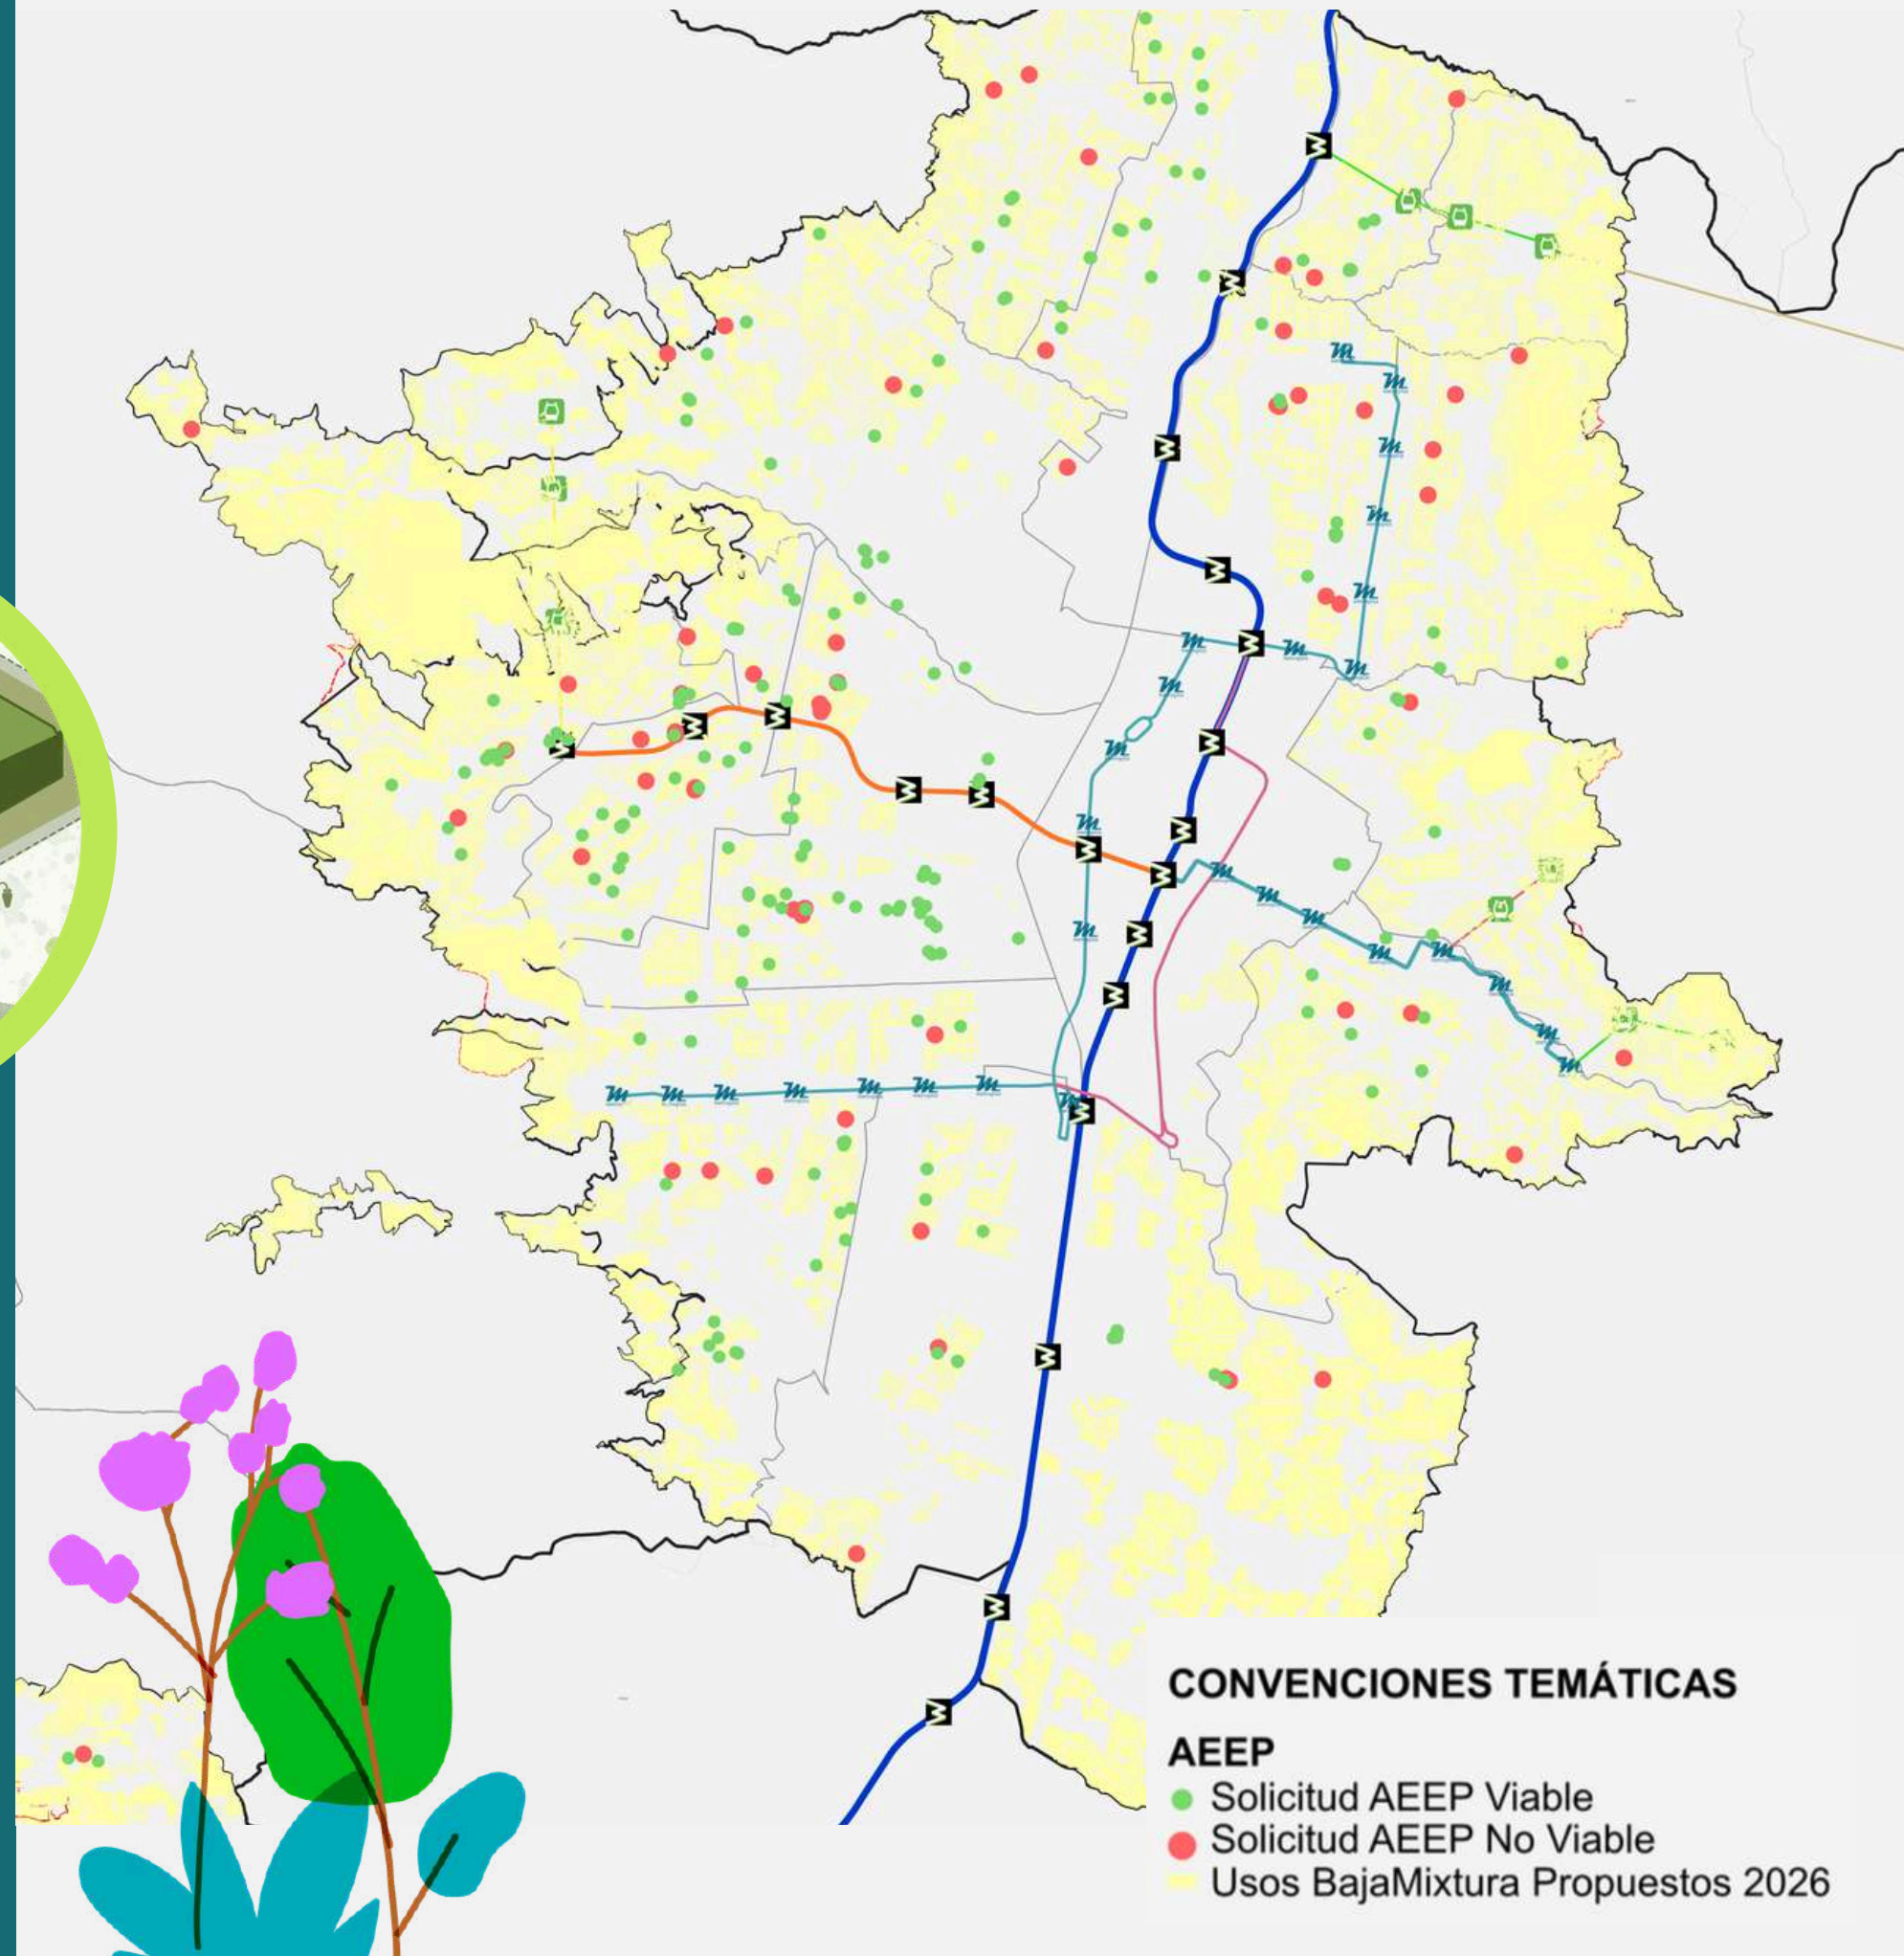 CONVENCIONES TEMÁTICAS
AEEP
Solicitud AEEP Viable
Solicitud AEEP No Viable
Usos BajaMixtura Propuestos 2026